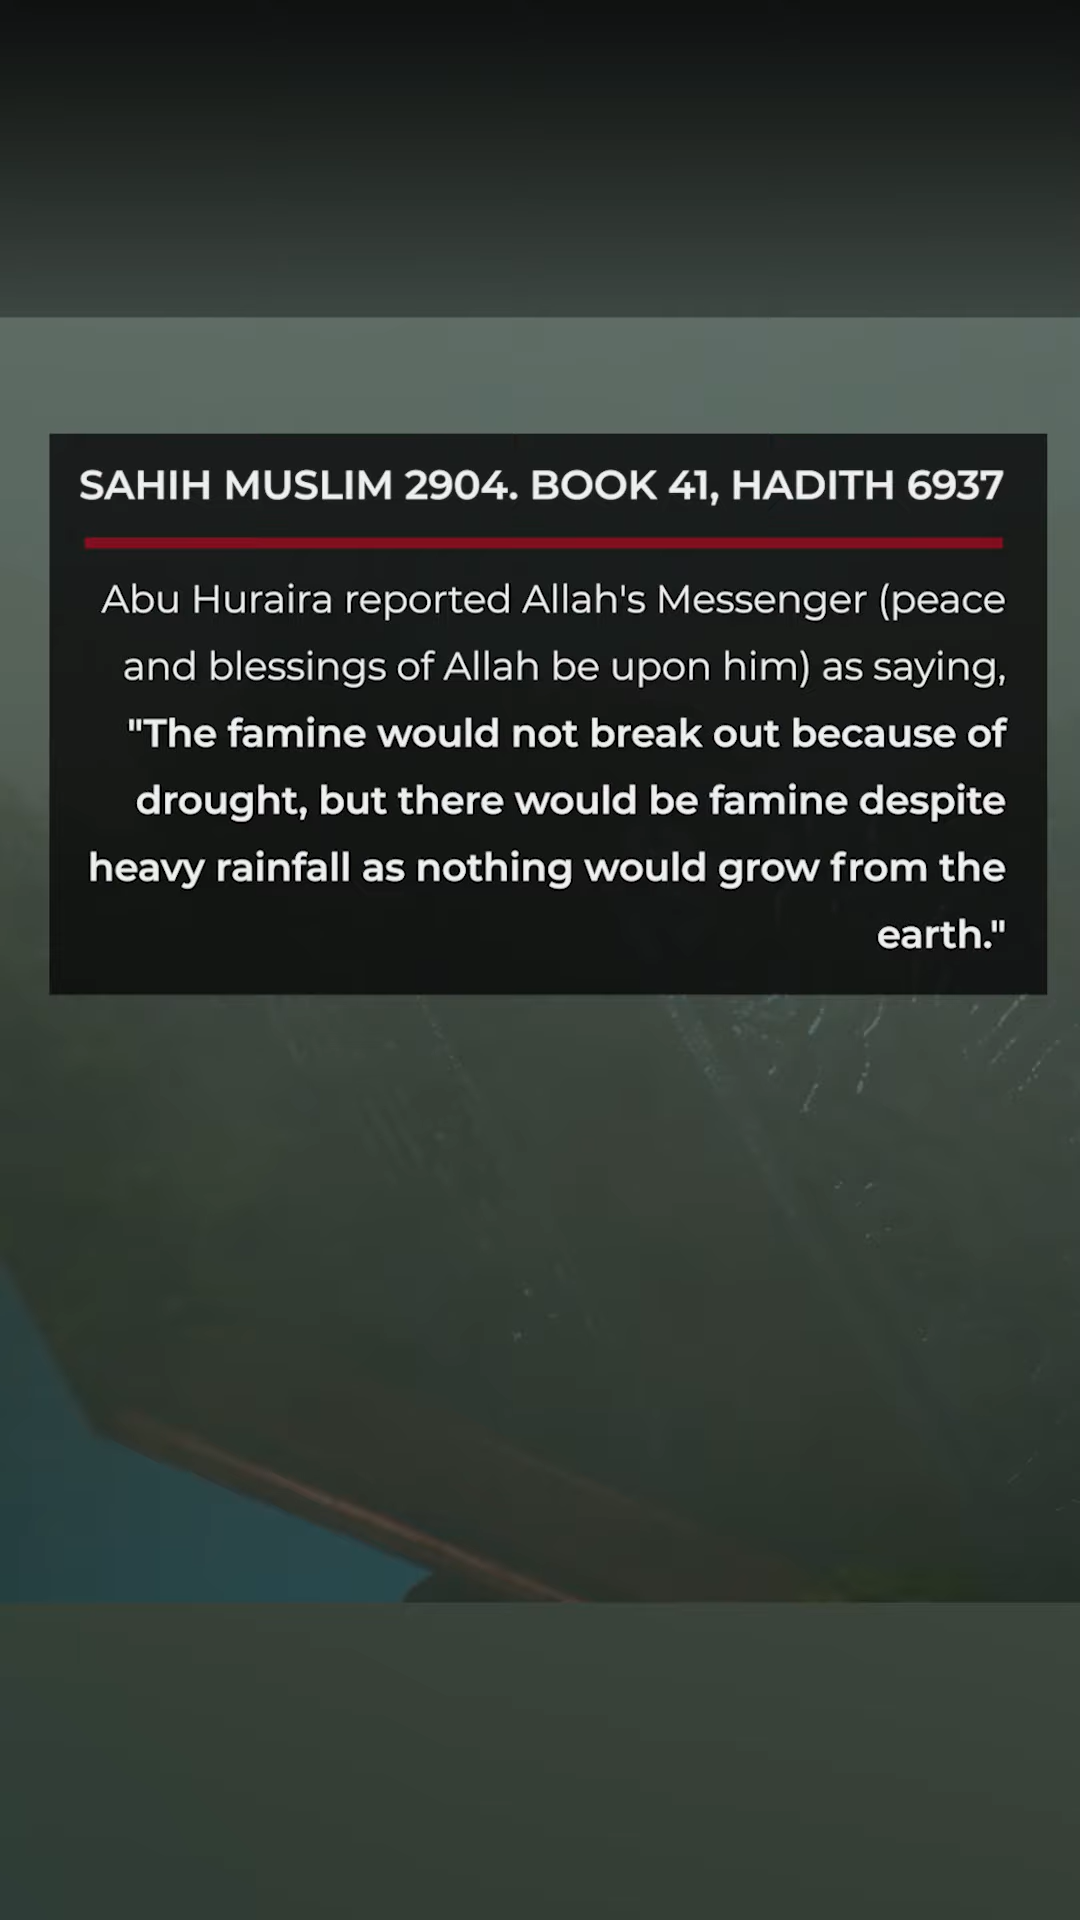 SAHIH MUSLIM 2904. BOOK 41, HADITH 6937
Abu Huraira reported Allah's Messenger (peace
and blessings of Allah be upon him) as saying,
"The famine would not break out because of
drought, but there would be famine despite
heavy rainfall as nothing would grow from the
earth."